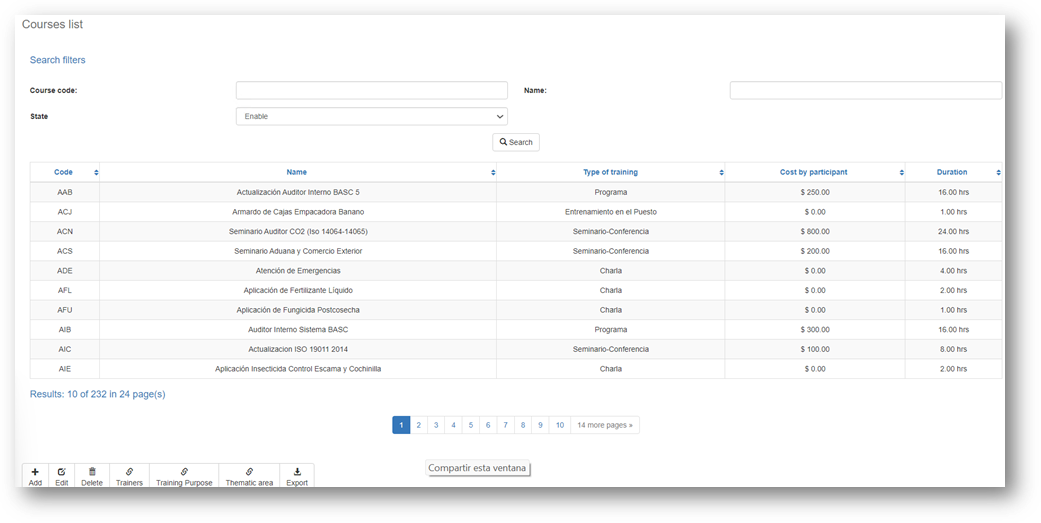 Courses list
Search filters
Course code: Name:
State Enable
Search
Code Name Type of training Cost by participant Duration
AAB Actualización Auditor Interno BASC 5 Programa $ 250.00 16.00 hrs
ACJ Armardo de Cajas Empacadora Banano Entrenamiento en el Puesto $ 0.00 1.00 hrs
ACN Seminario Auditor CO2 (Iso 14064-14065) Seminario-Conferencia $ 800.00 24.00 hrs
ACS Seminario Aduana y Comercio Exterior Seminario-Conferencia $ 200.00 16.00 hrs
ADE Atención de Emergencias Charla $ 0.00 4.00 hrs
AFL Aplicación de Fertilizante Líquido Charla $ 0.00 2.00 hrs
AFU Aplicación de Fungicida Postcosecha Charla $ 0.00 1.00 hrs
AIB Auditor Interno Sistema BASC Programa $ 300.00 16.00 hrs
AIC Actualizacion ISO 19011 2014 Seminario-Conferencia $ 100.00 8.00 hrs
AIE Aplicación Insecticida Control Escama y Cochinilla Charla $ 0.00 2.00 hrs
Results: 10 of 232 in 24 page(s)
1 2 3 4 5 6 7 8 9 10 14 more pages »
Compartir esta ventana
Add Edit Delete Trainers Training Purpose Thematic area Export